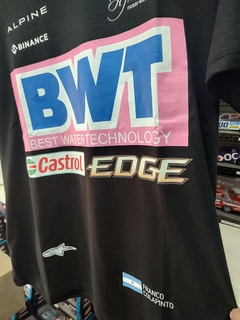 ALPINE
BINANCE
BWT
BEST WATER TECHNOLOGY
Castrol EDGE
FRANCO
COLAPINTO